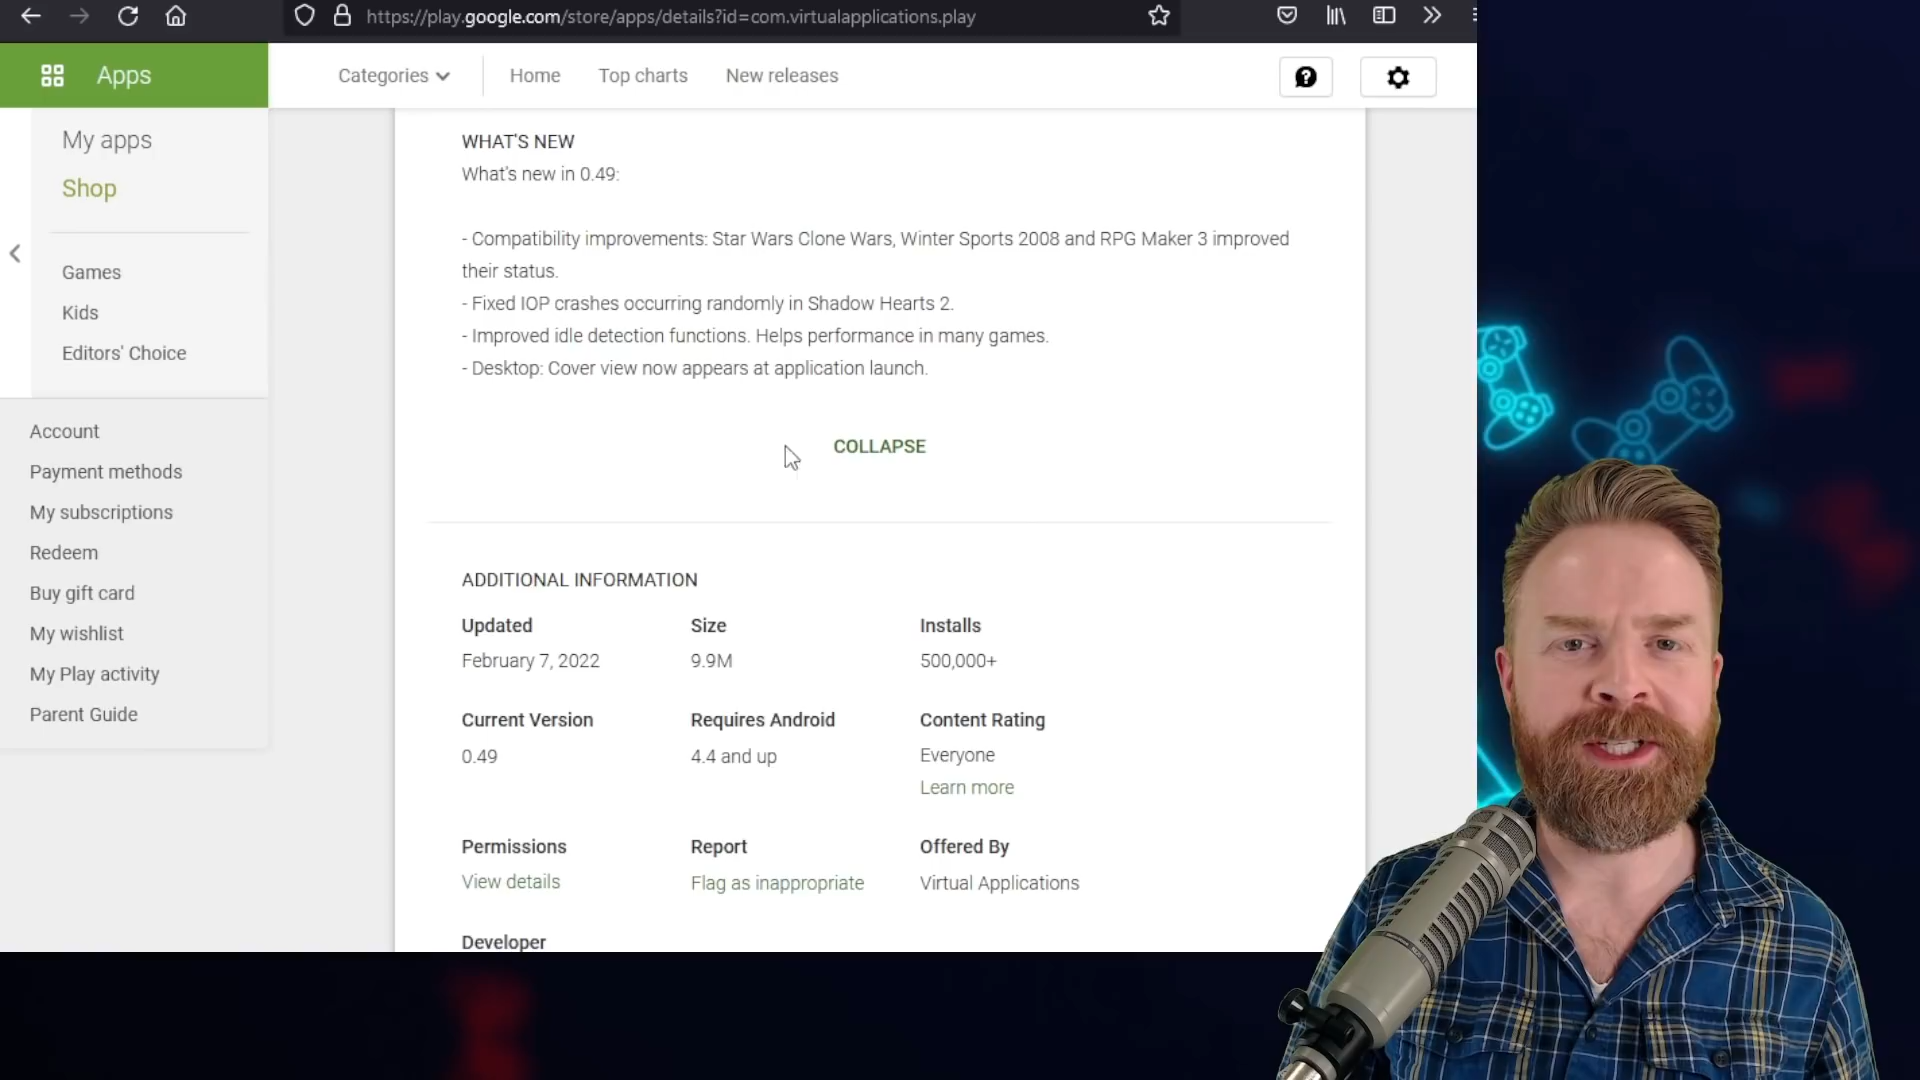 https://play.google.com/store/apps/details?id=com.virtualapplications.play
Apps
Categories
Home
Top charts
New releases
My apps
Shop
Games
Kids
Editors' Choice
Account
Payment methods
My subscriptions
Redeem
Buy gift card
My wishlist
My Play activity
Parent Guide
WHAT'S NEW
What's new in 0.49:
- Compatibility improvements: Star Wars Clone Wars, Winter Sports 2008 and RPG Maker 3 improved
their status.
- Fixed IOP crashes occurring randomly in Shadow Hearts 2.
- Improved idle detection functions. Helps performance in many games.
- Desktop: Cover view now appears at application launch.
COLLAPSE
ADDITIONAL INFORMATION
Updated
February 7, 2022
Size
9.9M
Installs
500,000+
Current Version
0.49
Requires Android
4.4 and up
Content Rating
Everyone
Learn more
Permissions
View details
Report
Flag as inappropriate
Offered By
Virtual Applications
Developer